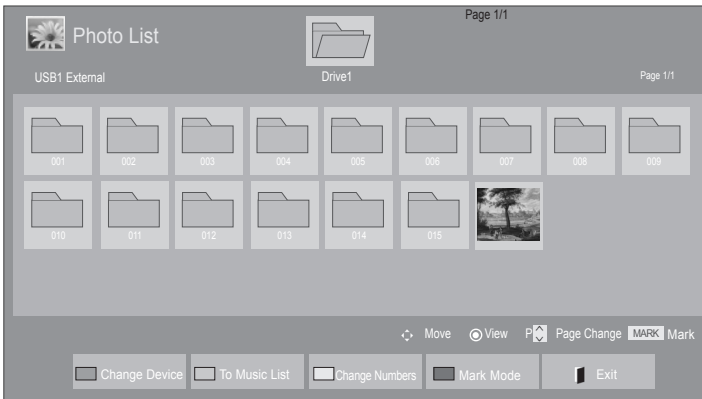 Page 1/1
Photo List
USB1 External
Drive1
Page 1/1
001 002 003 004 005 006 007 008 009
010 011 012 013 014 015
Move View P Page Change MARK Mark
Change Device To Music List Change Numbers Mark Mode Exit